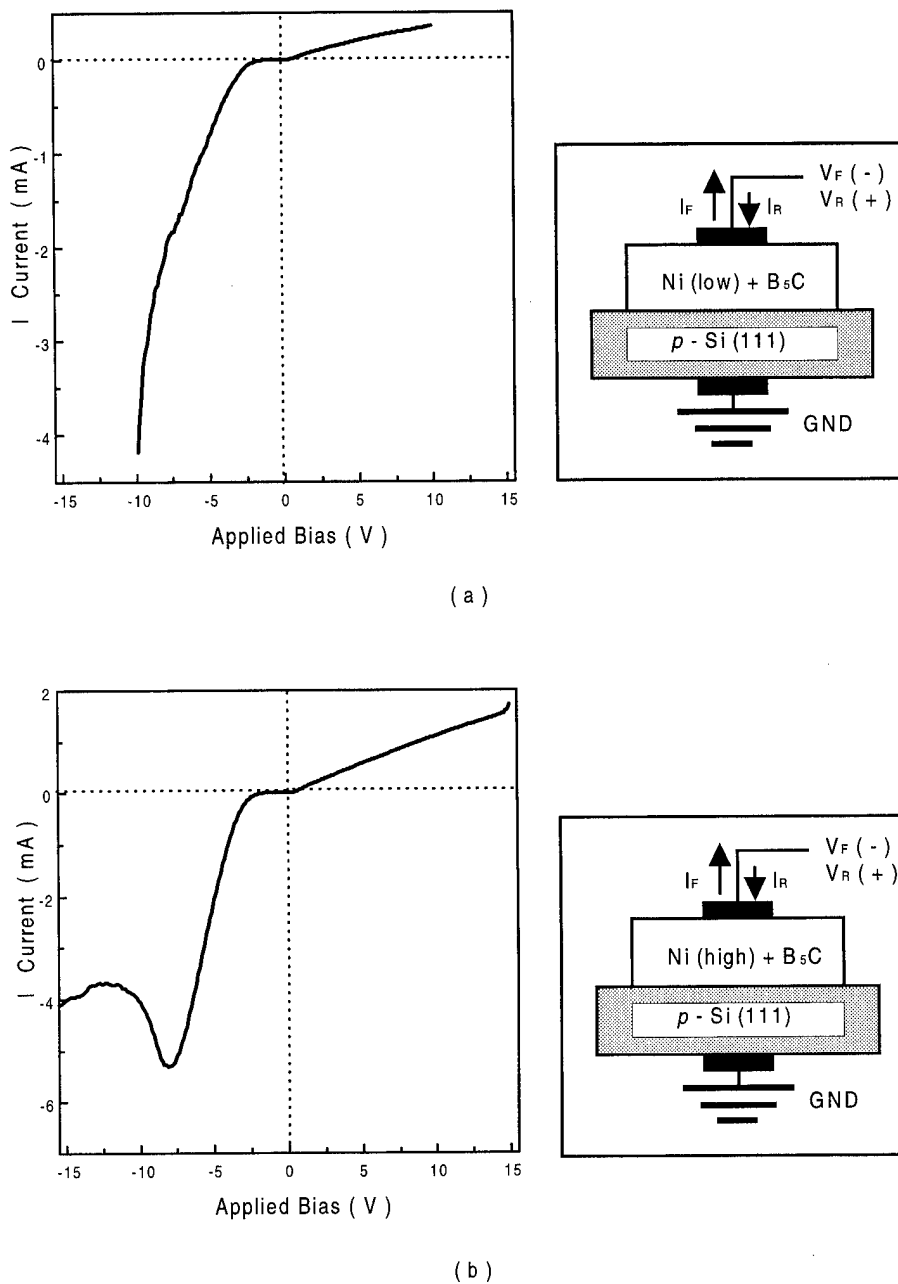 0
-1
-2
-3
-4
I Current (mA)
-15 -10 -5 0 5 10 15
Applied Bias ( V )
VF ( - )
VR ( + )
IF IR
Ni (low) + B5C
p - Si (111)
GND
( a )
2
0
-2
-4
-6
I Current (mA)
-15 -10 -5 0 5 10 15
Applied Bias ( V )
VF ( - )
VR ( + )
IF IR
Ni (high) + B5C
p - Si (111)
GND
( b )